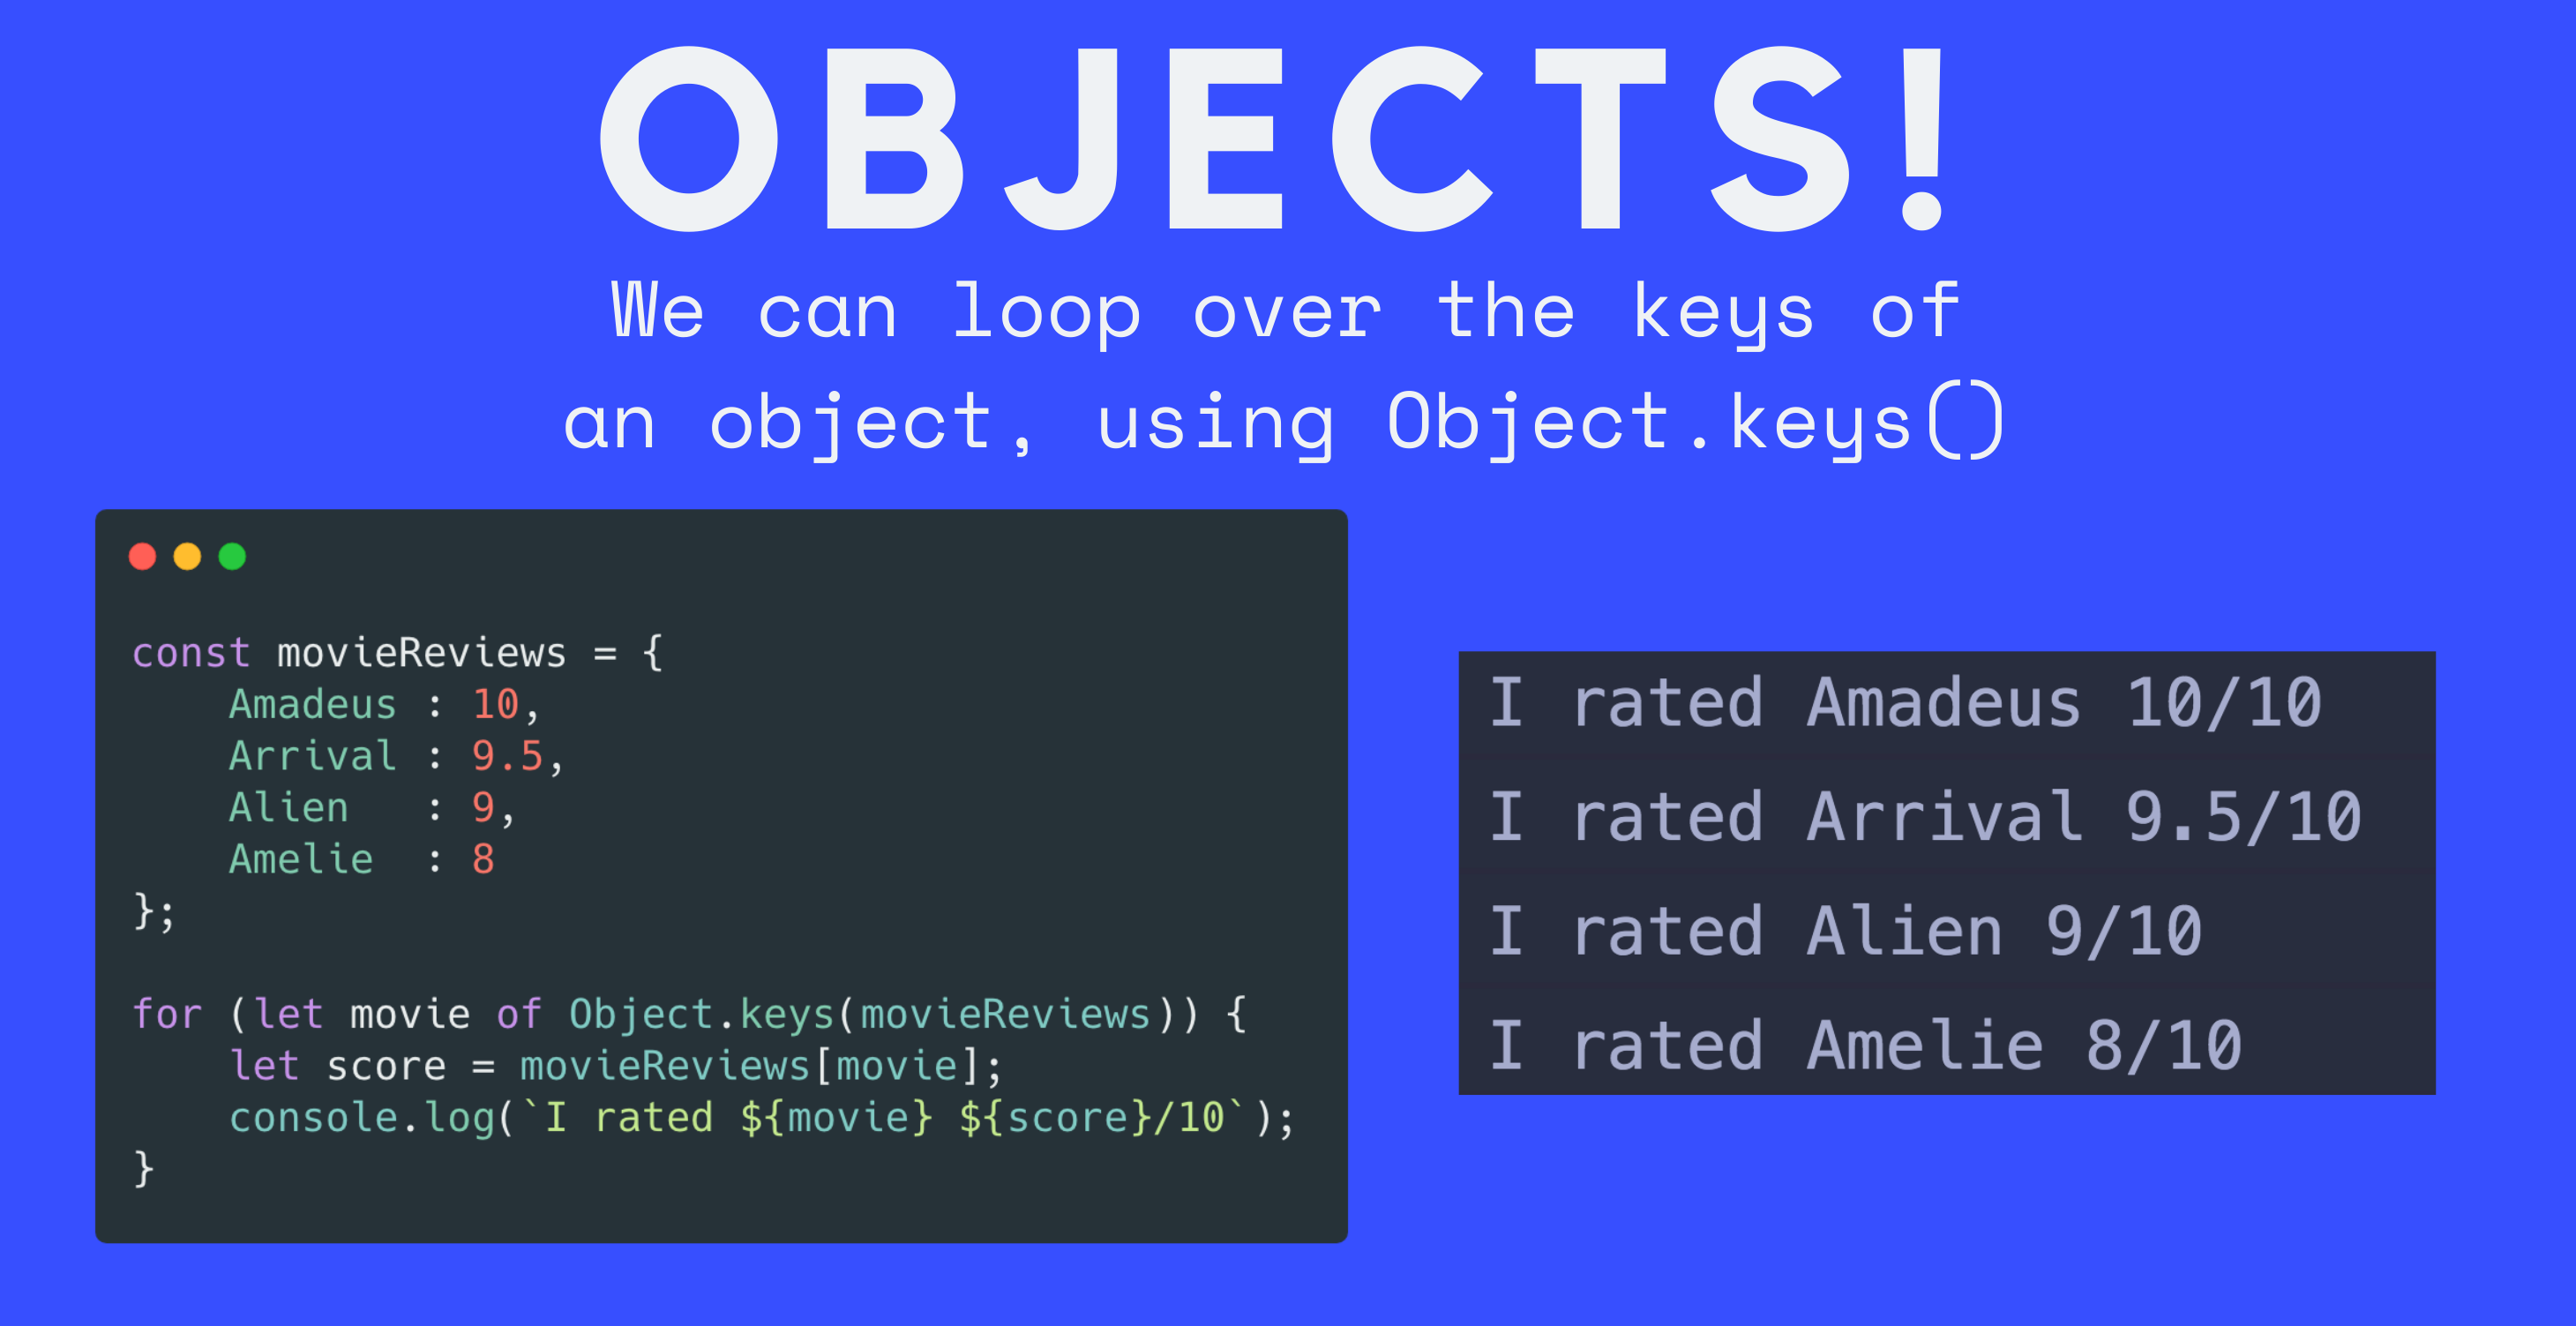 OBJECTS!
We can loop over the keys of
an object, using Object.keys()
const movieReviews = {
    Amadeus : 10,
    Arrival : 9.5,
    Alien   : 9,
    Amelie  : 8
};
for (let movie of Object.keys(movieReviews)) {
    let score = movieReviews[movie];
    console.log(`I rated ${movie} ${score}/10`);
}
I rated Amadeus 10/10
I rated Arrival 9.5/10
I rated Alien 9/10
I rated Amelie 8/10